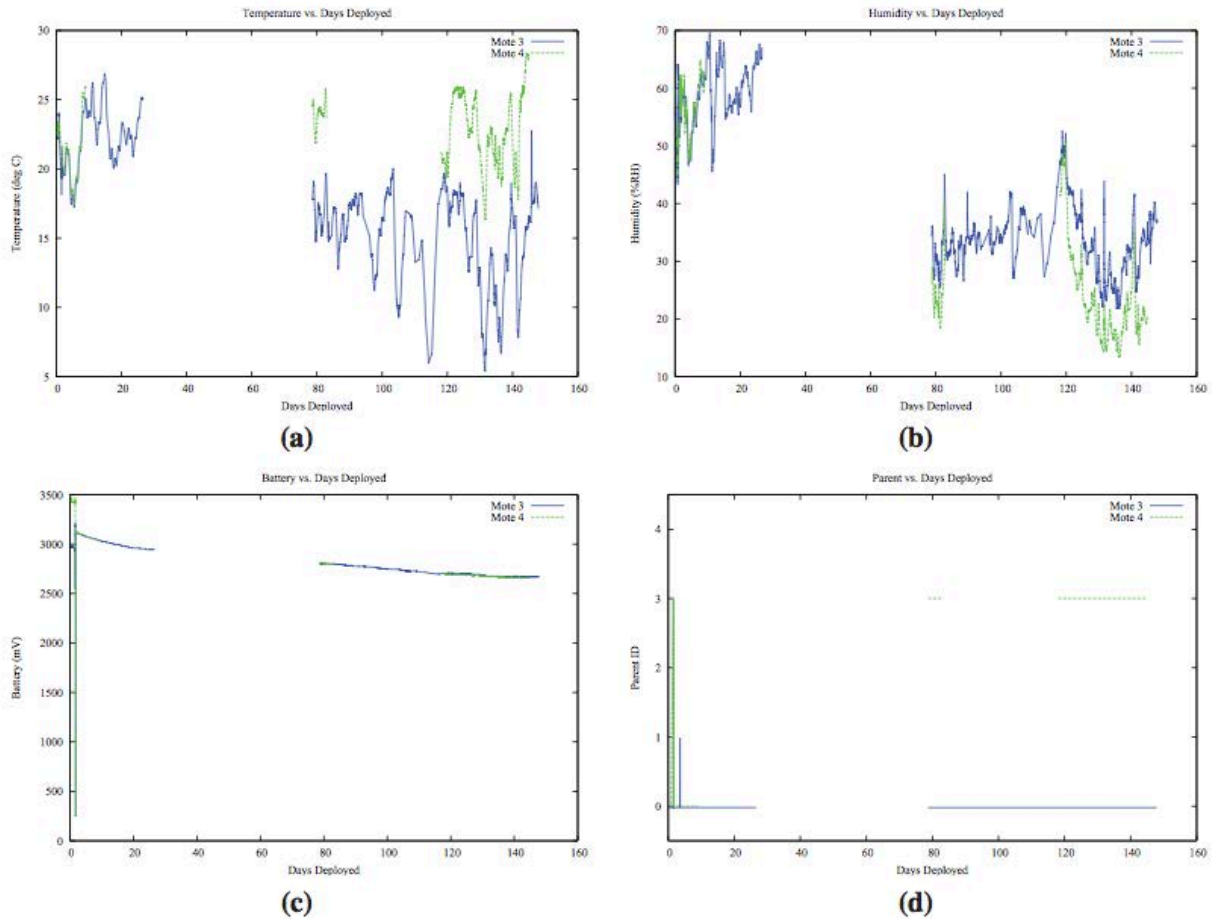 Temperature vs. Days Deployed
30
25
20
15
10
5
Temperature (deg C)
Mote 3
Mote 4
0 20 40 60 80 100 120 140 160
Days Deployed
(a)
Humidity vs. Days Deployed
70
60
50
40
30
20
10
Humidity (%RH)
Mote 3
Mote 4
0 20 40 60 80 100 120 140 160
Days Deployed
(b)
Battery vs. Days Deployed
3500
3000
2500
2000
1500
1000
500
0
Battery (mV)
Mote 3
Mote 4
0 20 40 60 80 100 120 140 160
Days Deployed
(c)
Parent vs. Days Deployed
4
3
2
1
0
Parent ID
Mote 3
Mote 4
0 20 40 60 80 100 120 140 160
Days Deployed
(d)